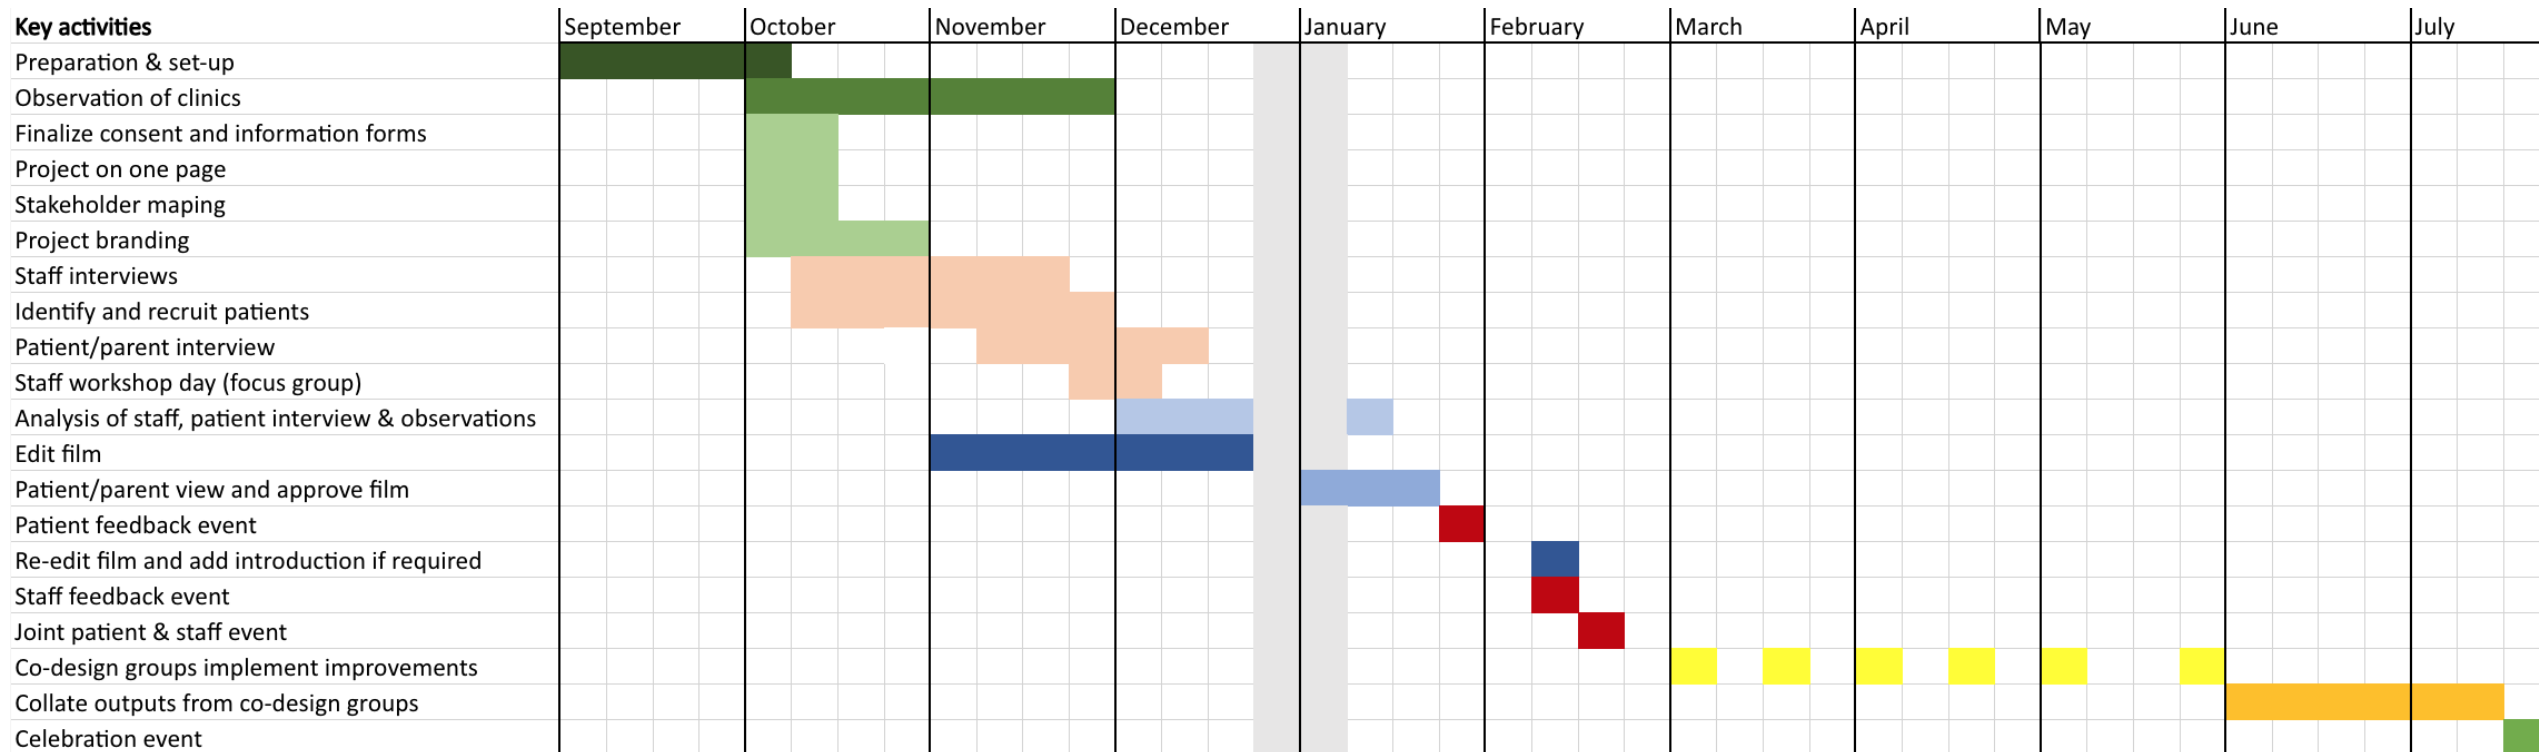 Key activities September October November December January February March April May June July
Preparation & set-up
Observation of clinics
Finalize consent and information forms
Project on one page
Stakeholder maping
Project branding
Staff interviews
Identify and recruit patients
Patient/parent interview
Staff workshop day (focus group)
Analysis of staff, patient interview & observations
Edit film
Patient/parent view and approve film
Patient feedback event
Re-edit film and add introduction if required
Staff feedback event
Joint patient & staff event
Co-design groups implement improvements
Collate outputs from co-design groups
Celebration event